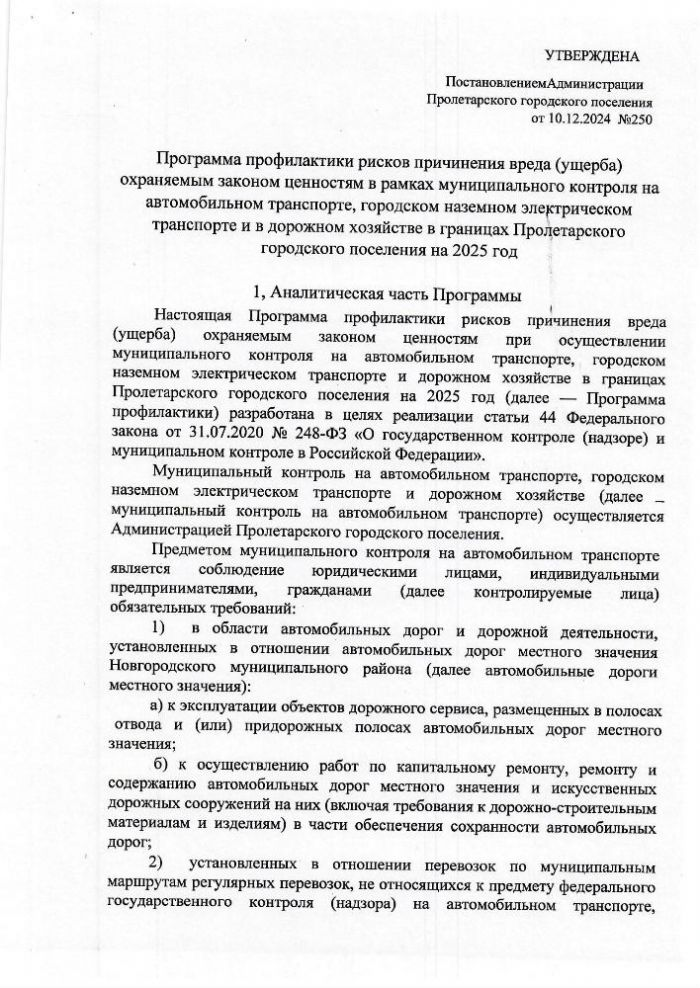 УТВЕРЖДЕНА
ПостановлениемАдминистрации
Пролетарского городского поселения
от 10.12.2024 №250
Программа профилактики рисков причинения вреда (ущерба)
охраняемым законом ценностям в рамках муниципального контроля на
автомобильном транспорте, городском наземном электрическом
транспорте и в дорожном хозяйстве в границах Пролетарского
городского поселения на 2025 год
1, Аналитическая часть Программы
Настоящая Программа профилактики рисков причинения вреда
(ущерба) охраняемым законом ценностям при осуществлении
муниципального контроля на автомобильном транспорте, городском
наземном электрическом транспорте и дорожном хозяйстве в границах
Пролетарского городского поселения на 2025 год (далее — Программа
профилактики) разработана в целях реализации статьи 44 Федерального
закона от 31.07.2020 № 248-ФЗ «О государственном контроле (надзоре) и
муниципальном контроле в Российской Федерации».
Муниципальный контроль на автомобильном транспорте, городском
наземном электрическом транспорте и дорожном хозяйстве (далее _
муниципальный контроль на автомобильном транспорте) осуществляется
Администрацией Пролетарского городского поселения.
Предметом муниципального контроля на автомобильном транспорте
является соблюдение юридическими лицами, индивидуальными
предпринимателями, гражданами (далее контролируемые лица)
обязательных требований:
1) в области автомобильных дорог и дорожной деятельности,
установленных в отношении автомобильных дорог местного значения
Новгородского муниципального района (далее автомобильные дороги
местного значения):
а) к эксплуатации объектов дорожного сервиса, размещенных в полосах
отвода и (или) придорожных полосах автомобильных дорог местного
значения;
б) к осуществлению работ по капитальному ремонту, ремонту и
содержанию автомобильных дорог местного значения и искусственных
дорожных сооружений на них (включая требования к дорожно-строительным
материалам и изделиям) в части обеспечения сохранности автомобильных
дорог;
2) установленных в отношении перевозок по муниципальным
маршрутам регулярных перевозок, не относящихся к предмету федерального
государственного контроля (надзора) на автомобильном транспорте,